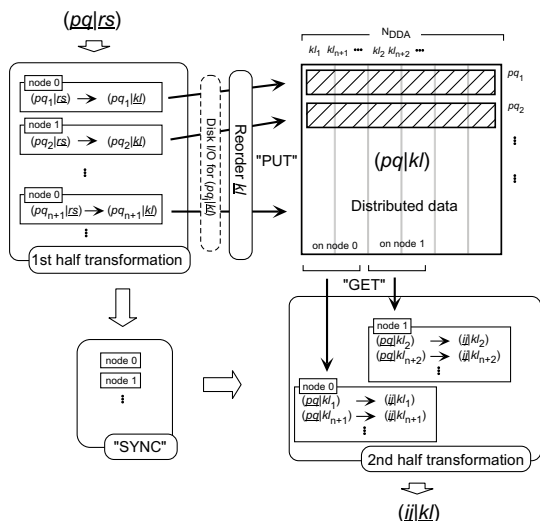 (pq|rs)
node 0
(pq1|rs) → (pq1|kl)
node 1
(pq2|rs) → (pq2|kl)
⋮
node 0
(pqn+1|rs) → (pqn+1|kl)
⋮
1st half transformation
Disk I/O for (pq|kl)
Reorder kl
"PUT"
NDDA
kl1 kln+1 ··· kl2 kln+2 ···
pq1
pq2
⋮
⋮
(pq|kl)
Distributed data
on node 0
on node 1
"GET"
node 1
(pq|kl2) → (ij|kl2)
(pq|kln+2) → (ij|kln+2)
⋮
node 0
(pq|kl1) → (ij|kl1)
(pq|kln+1) → (ij|kln+1)
⋮
2nd half transformation
node 0
node 1
⋮
"SYNC"
(ij|kl)